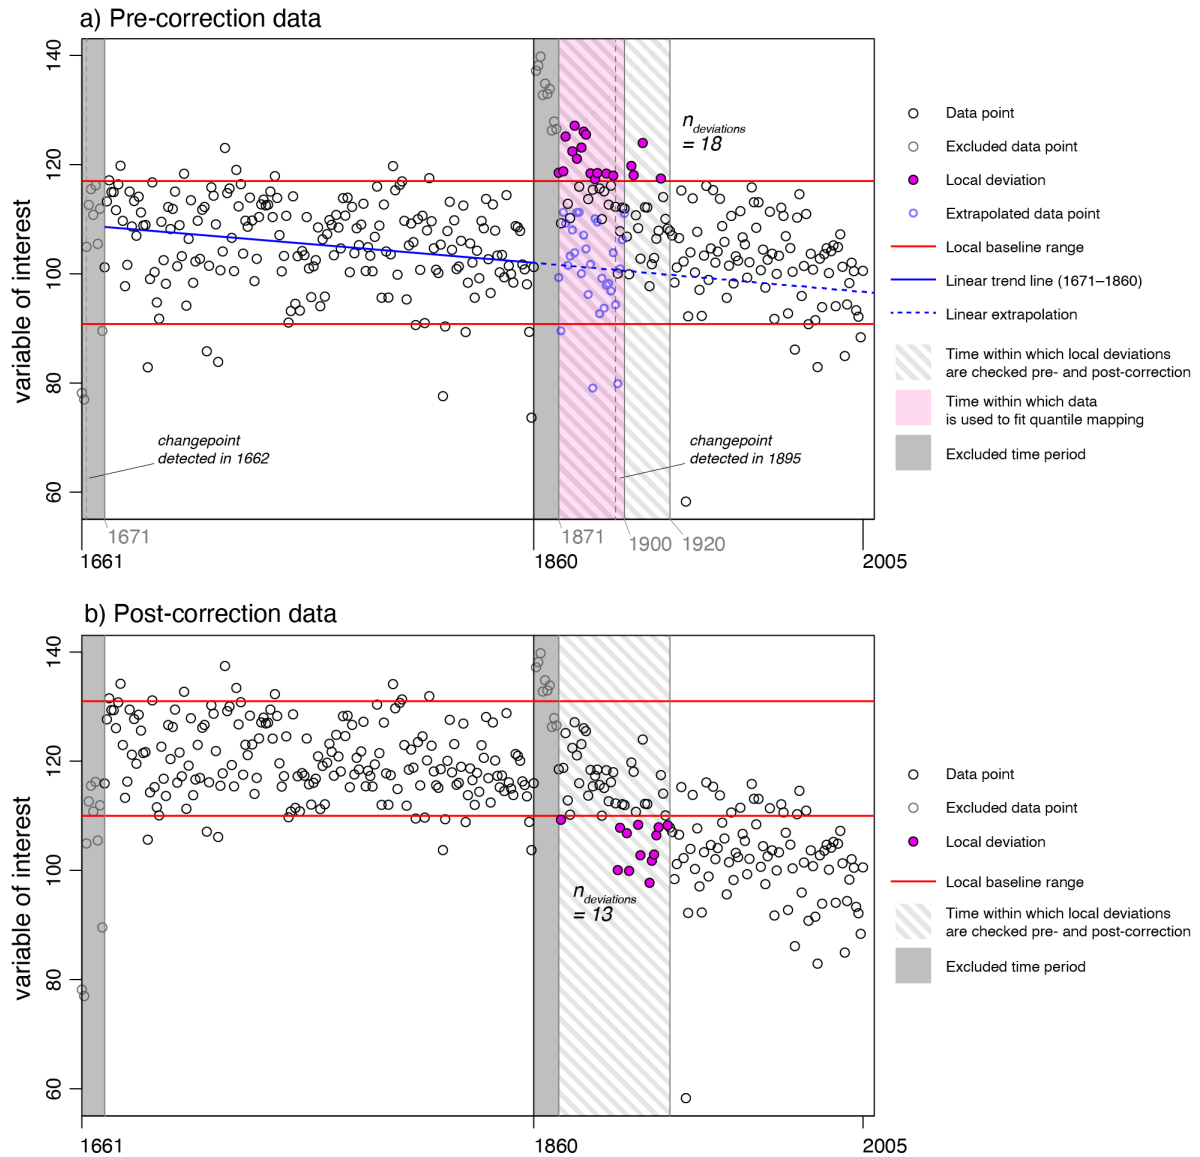 a) Pre-correction data
variable of interest
140
120
100
80
60
n deviations
= 18
changepoint
detected in 1662
changepoint
detected in 1895
1671
1871
1900
1920
1661
1860
2005
Data point
Excluded data point
Local deviation
Extrapolated data point
Local baseline range
Linear trend line (1671–1860)
Linear extrapolation
Time within which local deviations
are checked pre- and post-correction
Time within which data
is used to fit quantile mapping
Excluded time period
b) Post-correction data
variable of interest
140
120
100
80
60
n deviations
= 13
1661
1860
2005
Data point
Excluded data point
Local deviation
Local baseline range
Time within which local deviations
are checked pre- and post-correction
Excluded time period